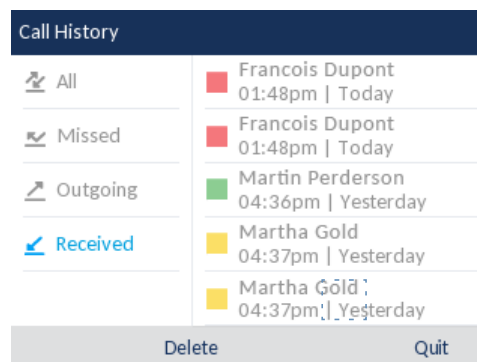 Call History
All
Missed
Outgoing
Received
Francois Dupont
01:48pm | Today
Francois Dupont
01:48pm | Today
Martin Perderson
04:36pm | Yesterday
Martha Gold
04:37pm | Yesterday
Martha Gold
04:37pm | Yesterday
Delete
Quit